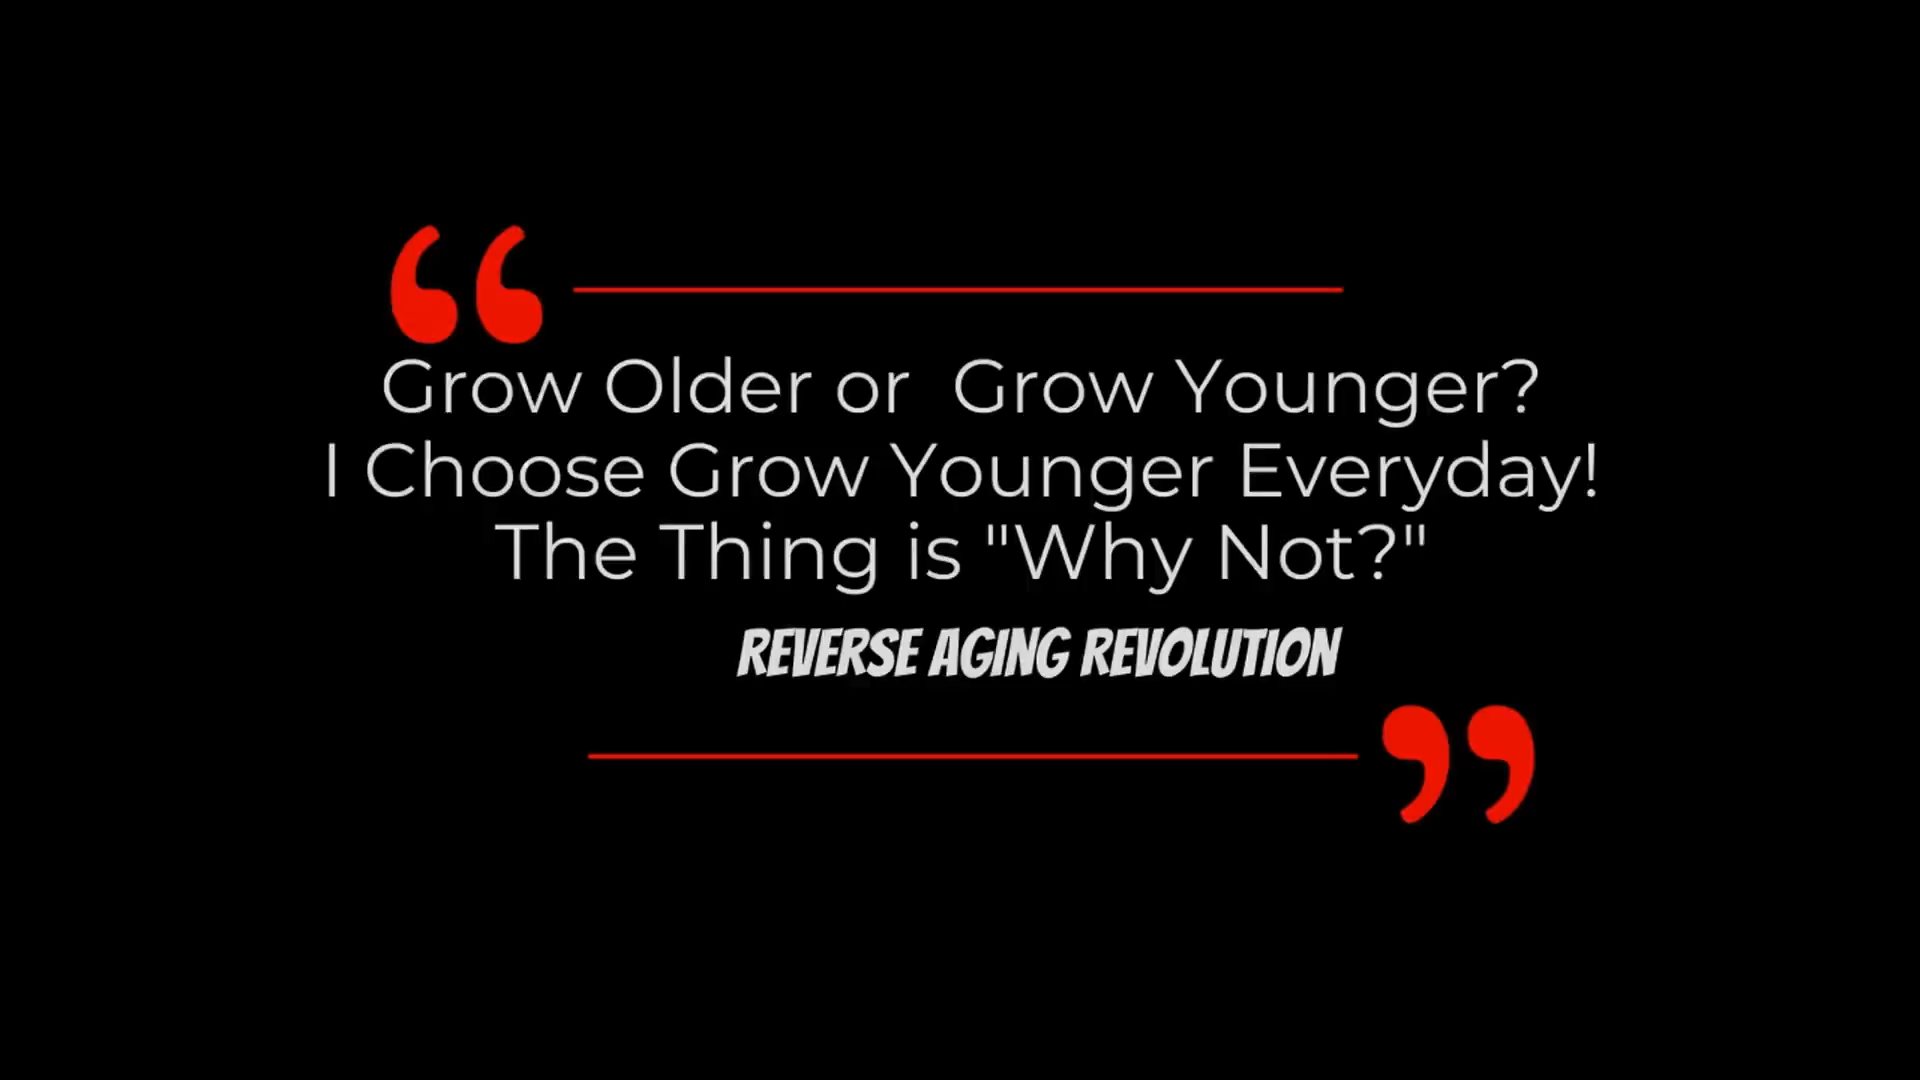 Grow Older or Grow Younger?
I Choose Grow Younger Everyday!
The Thing is "Why Not?"
REVERSE AGING REVOLUTION